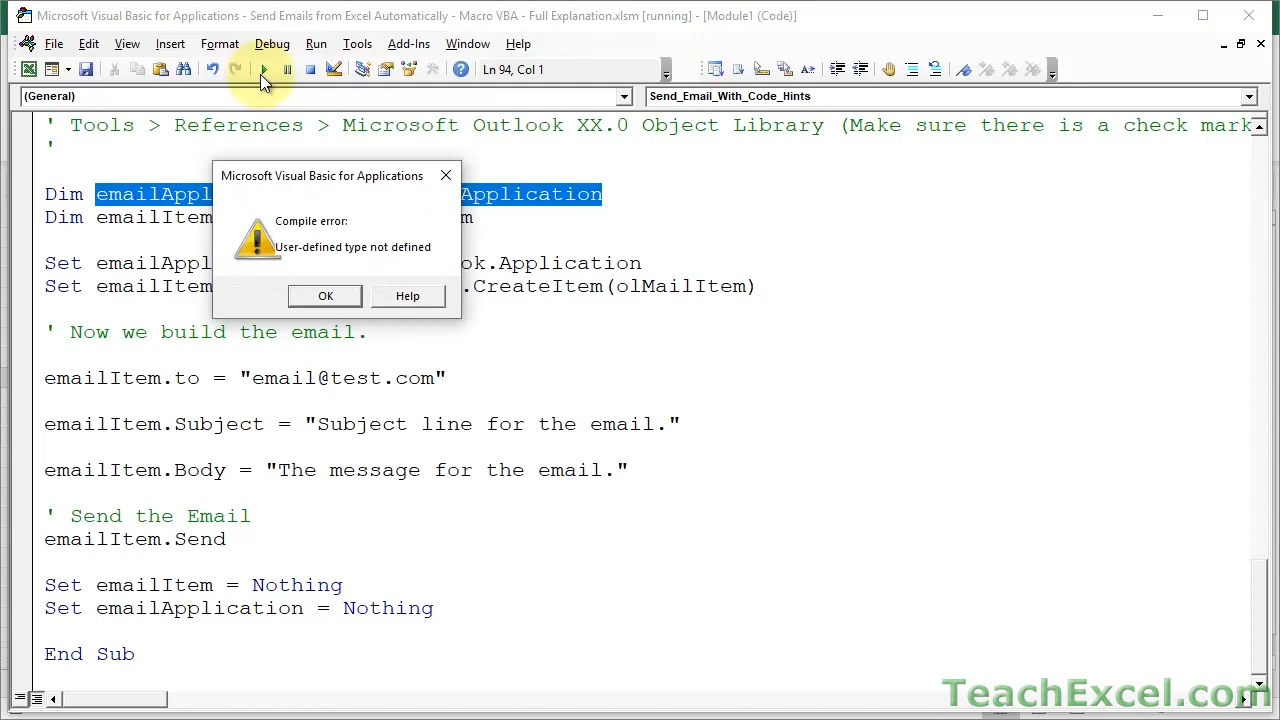 Microsoft Visual Basic for Applications - Send Emails from Excel Automatically - Macro VBA - Full Explanation.xlsm [running] - [Module1 (Code)]
File Edit View Insert Format Debug Run Tools Add-Ins Window Help
Ln 94, Col 1
(General)
Send_Email_With_Code_Hints
' Tools > References > Microsoft Outlook XX.0 Object Library (Make sure there is a check mark
'
Microsoft Visual Basic for Applications
Compile error:
User-defined type not defined
OK
Help
Dim emailAppl Application
Dim emailItem m
Set emailAppl ok.Application
Set emailItem .CreateItem(olMailItem)
' Now we build the email.
emailItem.to = "email@test.com"
emailItem.Subject = "Subject line for the email."
emailItem.Body = "The message for the email."
' Send the Email
emailItem.Send
Set emailItem = Nothing
Set emailApplication = Nothing
End Sub
TeachExcel.com